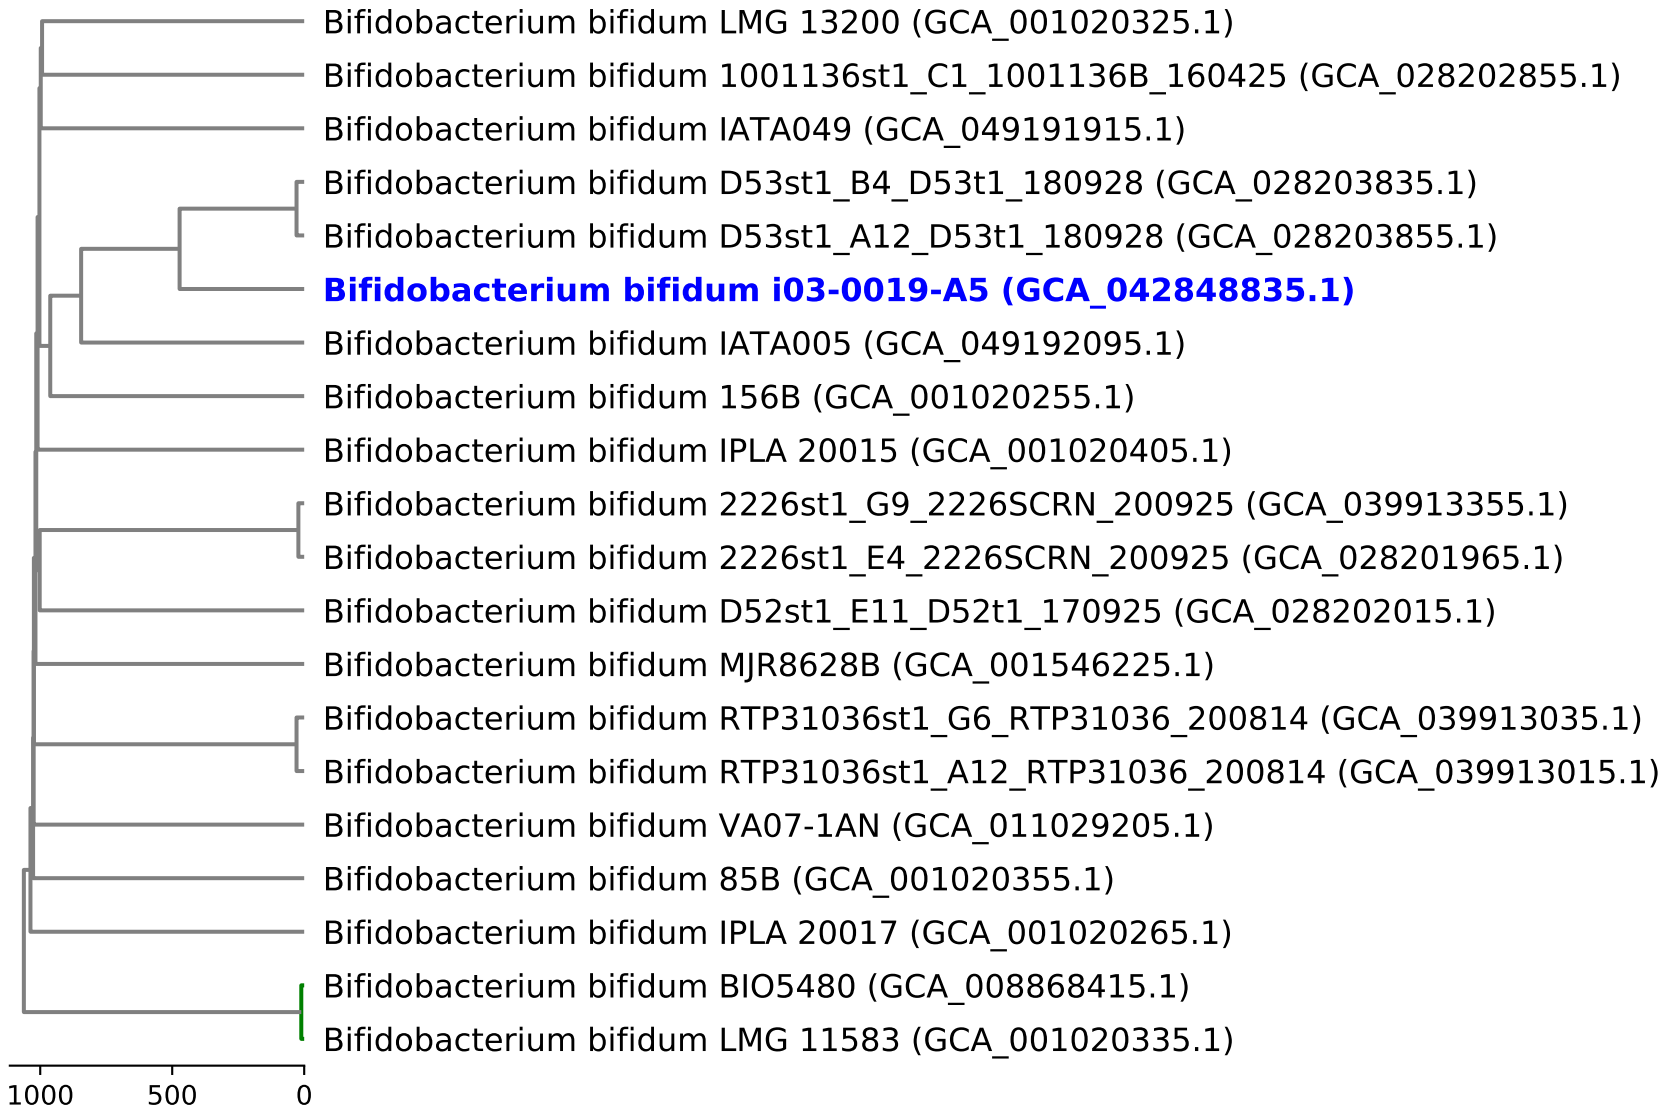 Bifidobacterium bifidum LMG 13200 (GCA_001020325.1)
Bifidobacterium bifidum 1001136st1_C1_1001136B_160425 (GCA_028202855.1)
Bifidobacterium bifidum IATA049 (GCA_049191915.1)
Bifidobacterium bifidum D53st1_B4_D53t1_180928 (GCA_028203835.1)
Bifidobacterium bifidum D53st1_A12_D53t1_180928 (GCA_028203855.1)
Bifidobacterium bifidum i03-0019-A5 (GCA_042848835.1)
Bifidobacterium bifidum IATA005 (GCA_049192095.1)
Bifidobacterium bifidum 156B (GCA_001020255.1)
Bifidobacterium bifidum IPLA 20015 (GCA_001020405.1)
Bifidobacterium bifidum 2226st1_G9_2226SCRN_200925 (GCA_039913355.1)
Bifidobacterium bifidum 2226st1_E4_2226SCRN_200925 (GCA_028201965.1)
Bifidobacterium bifidum D52st1_E11_D52t1_170925 (GCA_028202015.1)
Bifidobacterium bifidum MJR8628B (GCA_001546225.1)
Bifidobacterium bifidum RTP31036st1_G6_RTP31036_200814 (GCA_039913035.1)
Bifidobacterium bifidum RTP31036st1_A12_RTP31036_200814 (GCA_039913015.1)
Bifidobacterium bifidum VA07-1AN (GCA_011029205.1)
Bifidobacterium bifidum 85B (GCA_001020355.1)
Bifidobacterium bifidum IPLA 20017 (GCA_001020265.1)
Bifidobacterium bifidum BIO5480 (GCA_008868415.1)
Bifidobacterium bifidum LMG 11583 (GCA_001020335.1)
1000 500 0